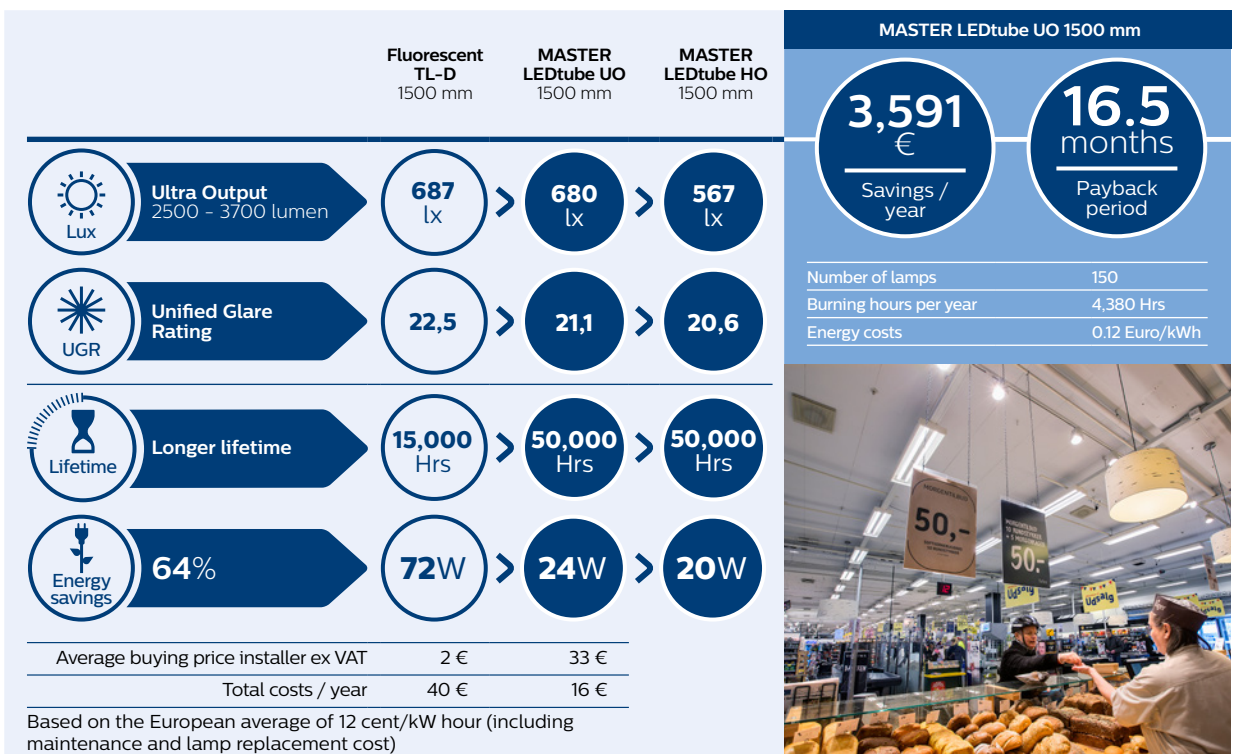 Fluorescent
TL-D
1500 mm
MASTER
LEDtube UO
1500 mm
MASTER
LEDtube HO
1500 mm
Lux
Ultra Output
2500 - 3700 lumen
687
lx
>
680
lx
>
567
lx
UGR
Unified Glare
Rating
22,5
>
21,1
>
20,6
Lifetime
Longer lifetime
15,000
Hrs
>
50,000
Hrs
>
50,000
Hrs
Energy
savings
64%
72W
>
24W
>
20W
Average buying price installer ex VAT 2 € 33 €
Total costs / year 40 € 16 €
Based on the European average of 12 cent/kW hour (including
maintenance and lamp replacement cost)
MASTER LEDtube UO 1500 mm
3,591
€
Savings /
year
16.5
months
Payback
period
Number of lamps 150
Burning hours per year 4,380 Hrs
Energy costs 0.12 Euro/kWh
MORGENTILBUD
50,-
MORGENTILBUD
10 RUNDSTYKKER
50,-
Udsalg
Udsalg